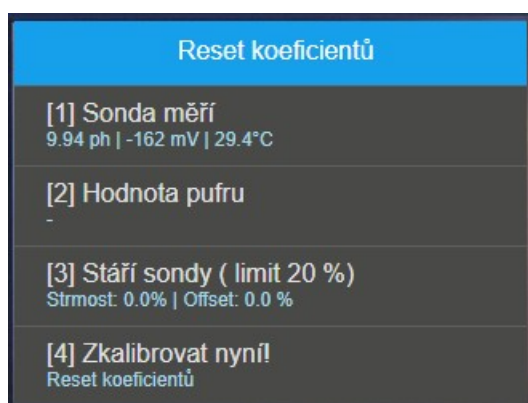 Reset koeficientů
[1] Sonda měří
9.94 ph | -162 mV | 29.4°C
[2] Hodnota pufru
-
[3] Stáří sondy ( limit 20 %)
Strmost: 0.0% | Offset: 0.0 %
[4] Zkalibrovat nyní!
Reset koeficientů